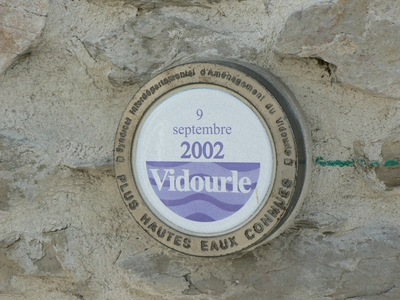 Syndicat Interdépartemental d'Aménagement du Vidourle
9
septembre
2002
Vidourle
PLUS HAUTES EAUX CONNUES